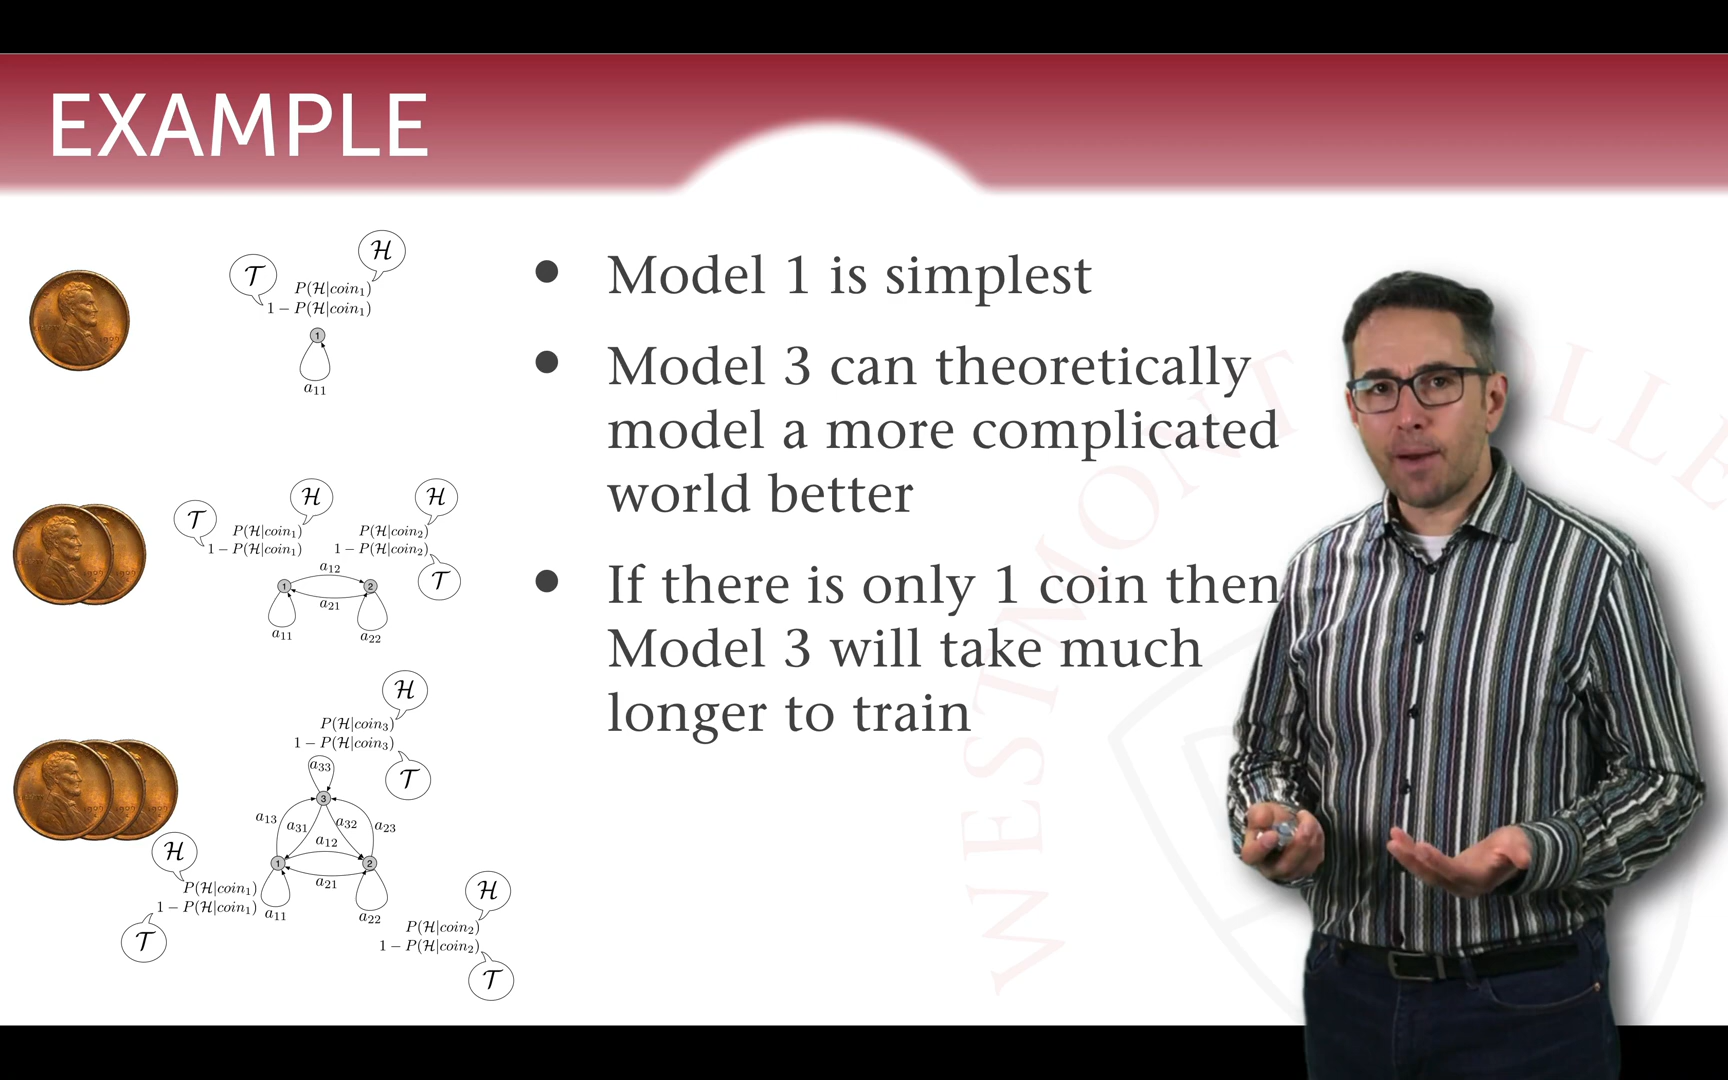 EXAMPLE
H
T
P(H|coin₁)
1 − P(H|coin₁)
1
a₁₁
H
H
T
P(H|coin₁)
P(H|coin₂)
1 − P(H|coin₁)
1 − P(H|coin₂)
a₁₂
T
1
2
a₂₁
a₁₁
a₂₂
H
P(H|coin₃)
1 − P(H|coin₃)
a₃₃
T
3
a₁₃
a₃₁
a₃₂
a₂₃
a₁₂
H
1
2
a₂₁
P(H|coin₁)
1 − P(H|coin₁)
a₁₁
a₂₂
H
T
P(H|coin₂)
1 − P(H|coin₂)
T
• Model 1 is simplest
• Model 3 can theoretically
model a more complicated
world better
• If there is only 1 coin then
Model 3 will take much
longer to train
WESTMONT OLLE